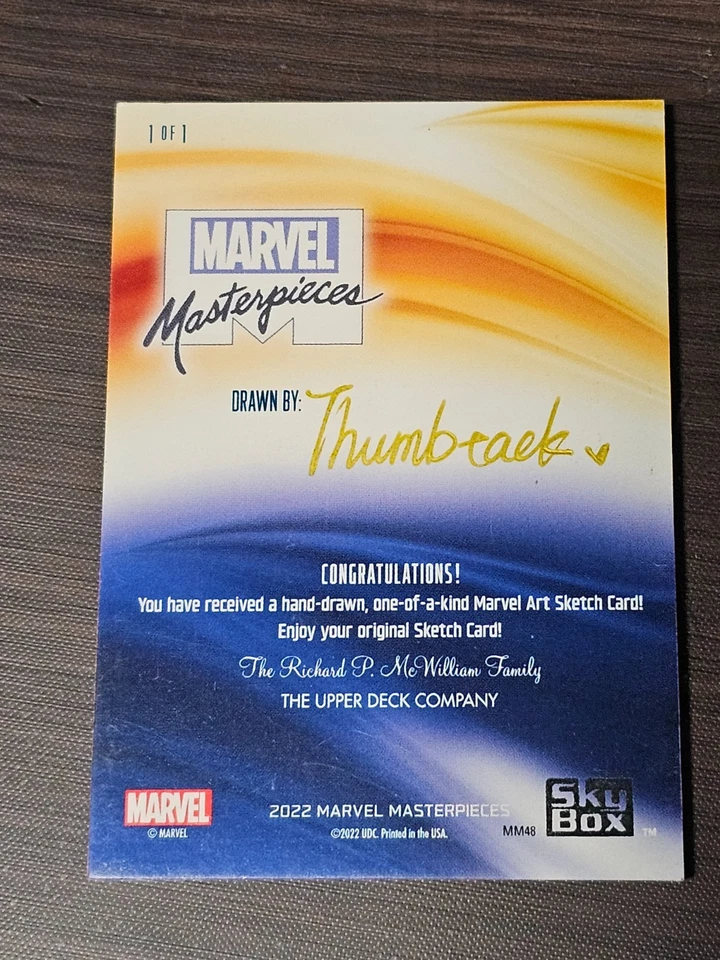 1 OF 1
MARVEL
Masterpieces
DRAWN BY: Thumbtack
CONGRATULATIONS!
You have received a hand-drawn, one-of-a-kind Marvel Art Sketch Card!
Enjoy your original Sketch Card!
The Richard P. McWilliam Family
THE UPPER DECK COMPANY
MARVEL
© MARVEL
2022 MARVEL MASTERPIECES
©2022 UDC. Printed in the USA.
MM48
SkyBox TM